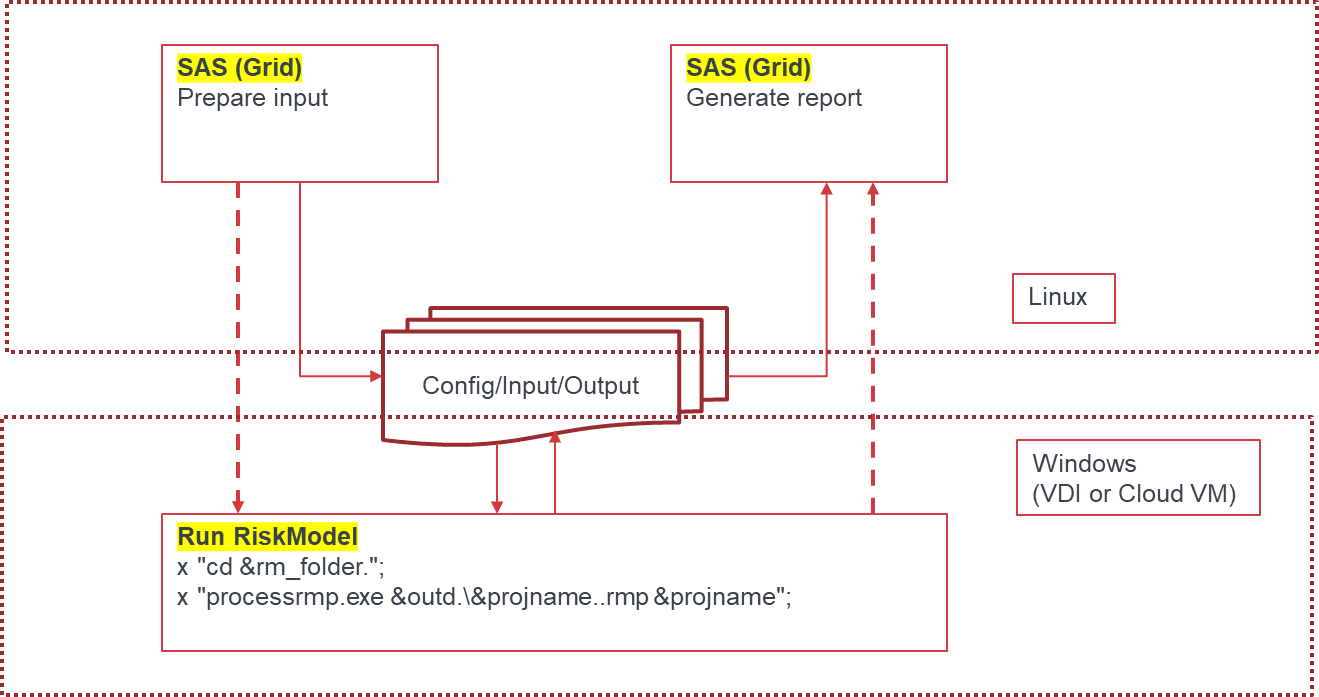 SAS (Grid)
Prepare input
SAS (Grid)
Generate report
Linux
Config/Input/Output
Windows
(VDI or Cloud VM)
Run RiskModel
x "cd &rm_folder.";
x "processrmp.exe &outd.\&projname..rmp &projname";